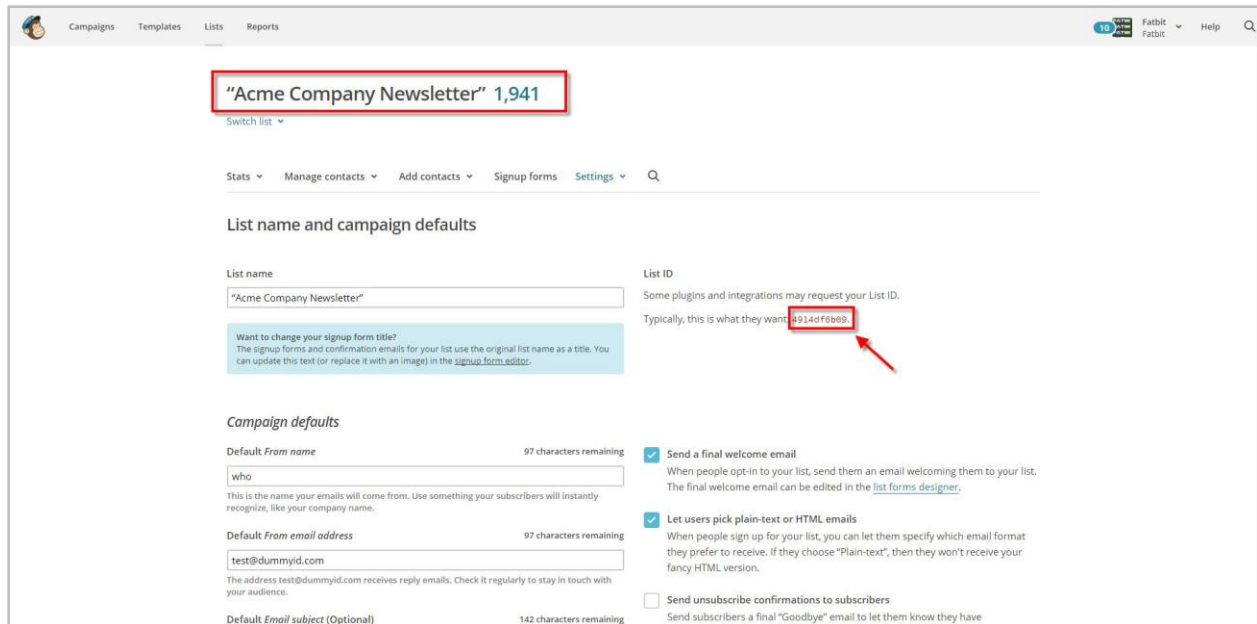 Campaigns Templates Lists Reports
10 Fatbit
Fatbit
Help
“Acme Company Newsletter” 1,941
Switch list
Stats Manage contacts Add contacts Signup forms Settings
List name and campaign defaults
List name
"Acme Company Newsletter"
Want to change your signup form title?
The signup forms and confirmation emails for your list use the original list name as a title. You
can update this text (or replace it with an image) in the signup form editor.
List ID
Some plugins and integrations may request your List ID.
Typically, this is what they want: 4914df6b09.
Campaign defaults
Default From name 97 characters remaining
who
This is the name your emails will come from. Use something your subscribers will instantly
recognize, like your company name.
Default From email address 97 characters remaining
test@dummyid.com
The address test@dummyid.com receives reply emails. Check it regularly to stay in touch with
your audience.
Default Email subject (Optional) 142 characters remaining
Send a final welcome email
When people opt-in to your list, send them an email welcoming them to your list.
The final welcome email can be edited in the list forms designer.
Let users pick plain-text or HTML emails
When people sign up for your list, you can let them specify which email format
they prefer to receive. If they choose “Plain-text”, then they won't receive your
fancy HTML version.
Send unsubscribe confirmations to subscribers
Send subscribers a final “Goodbye” email to let them know they have